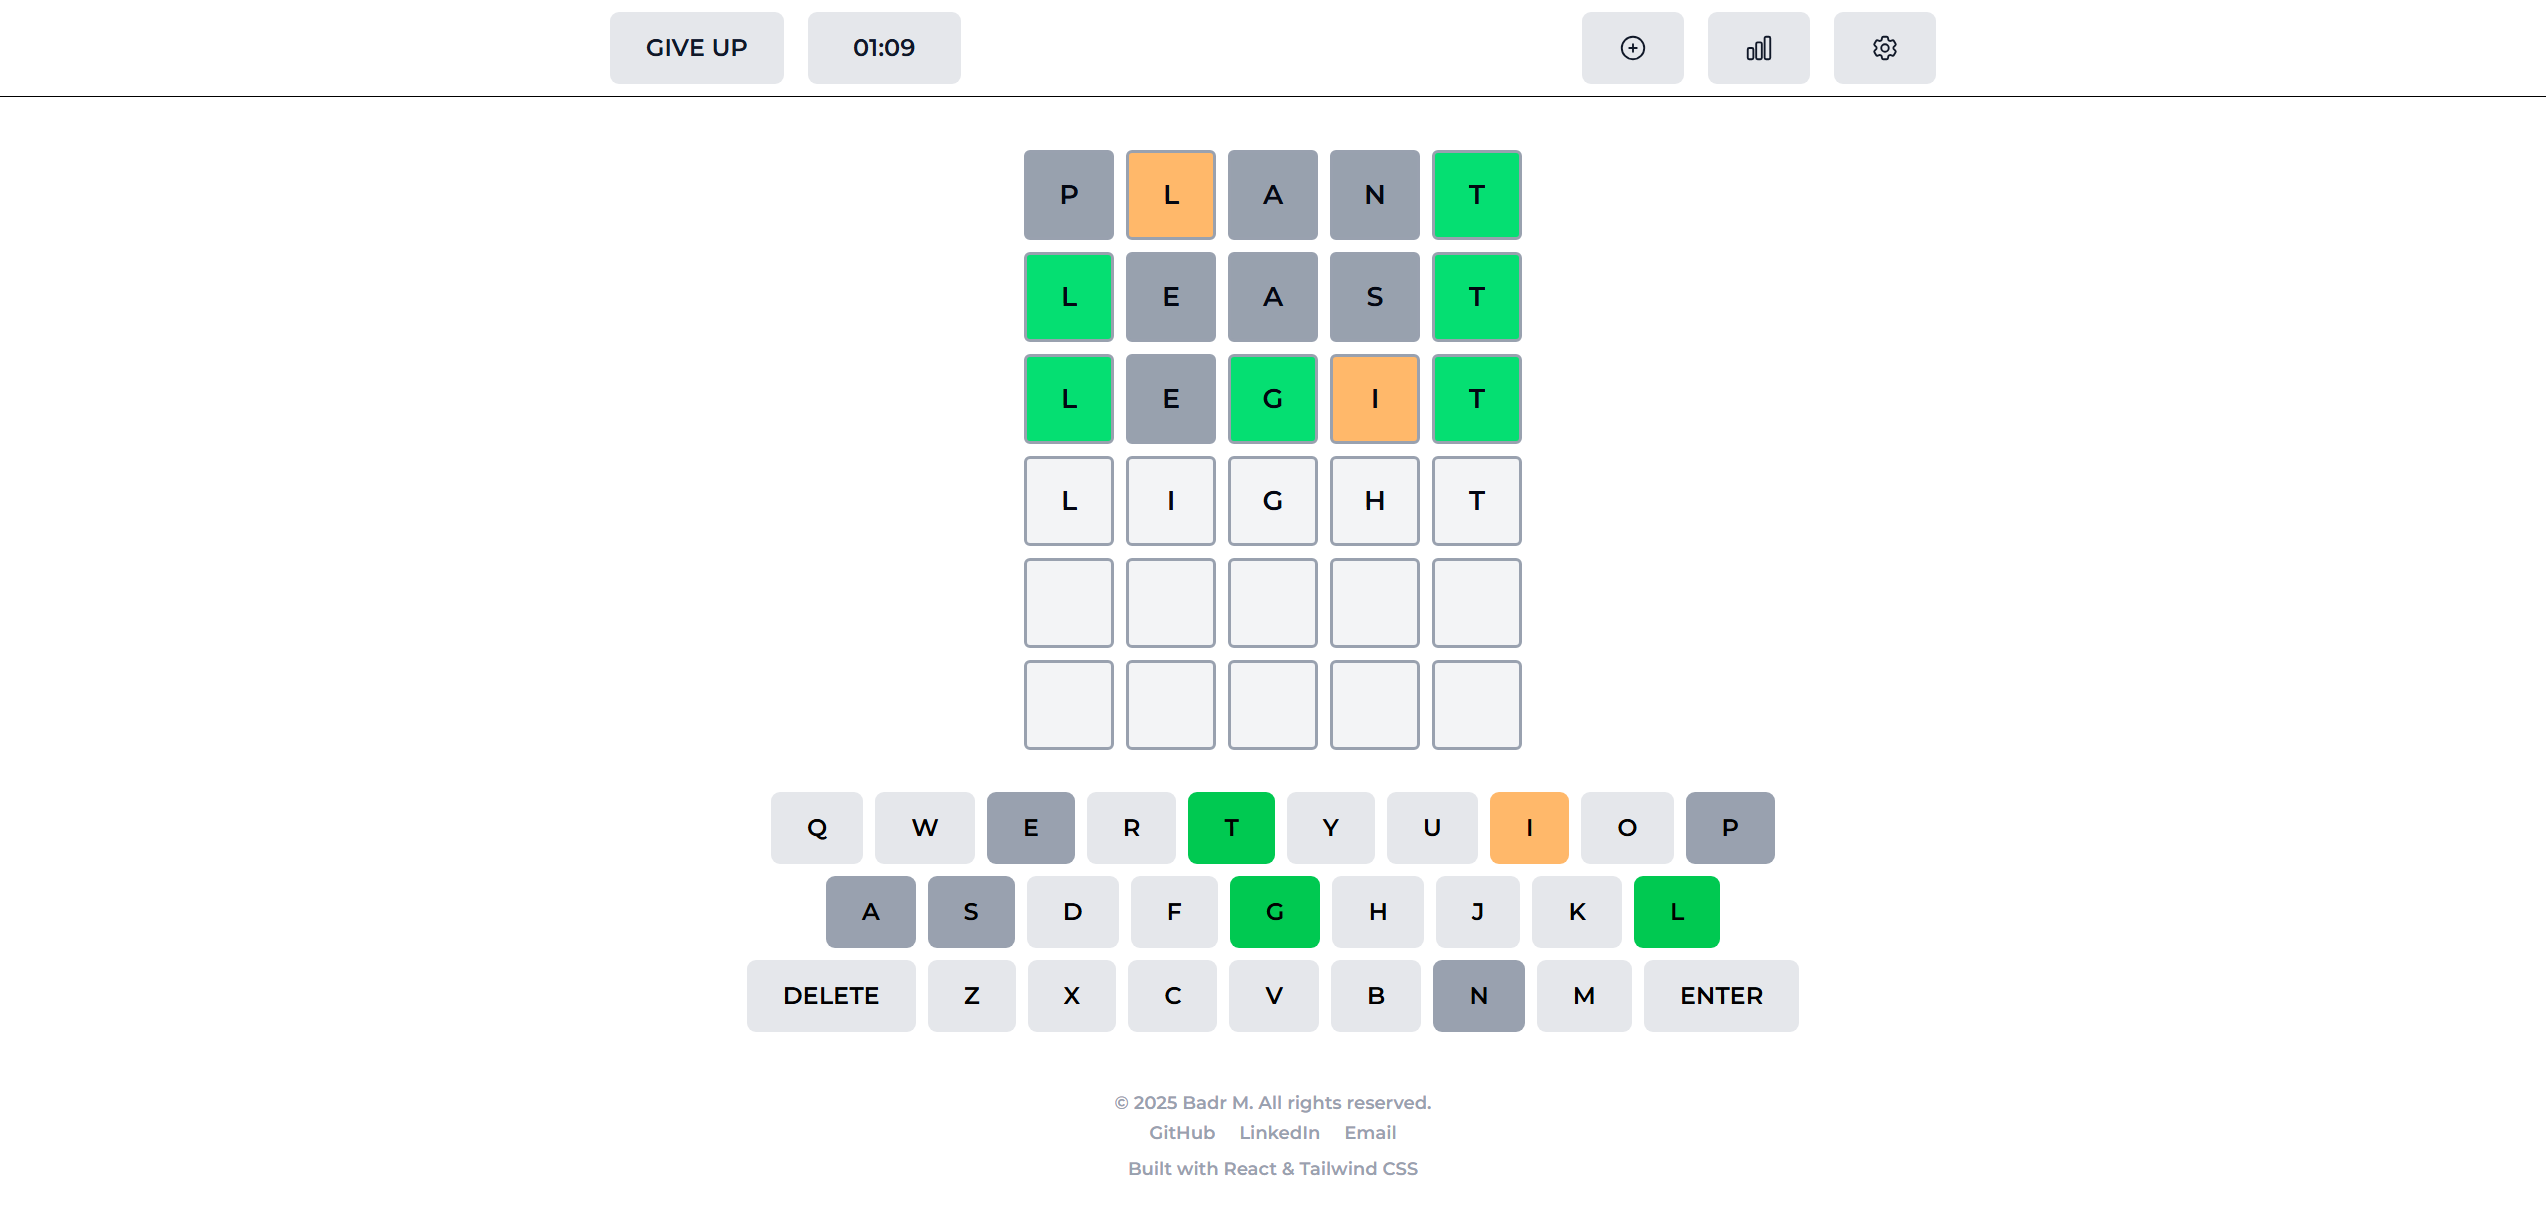 GIVE UP 01:09
P L A N T
L E A S T
L E G I T
L I G H T
Q W E R T Y U I O P
A S D F G H J K L
DELETE Z X C V B N M ENTER
© 2025 Badr M. All rights reserved.
GitHub LinkedIn Email
Built with React & Tailwind CSS